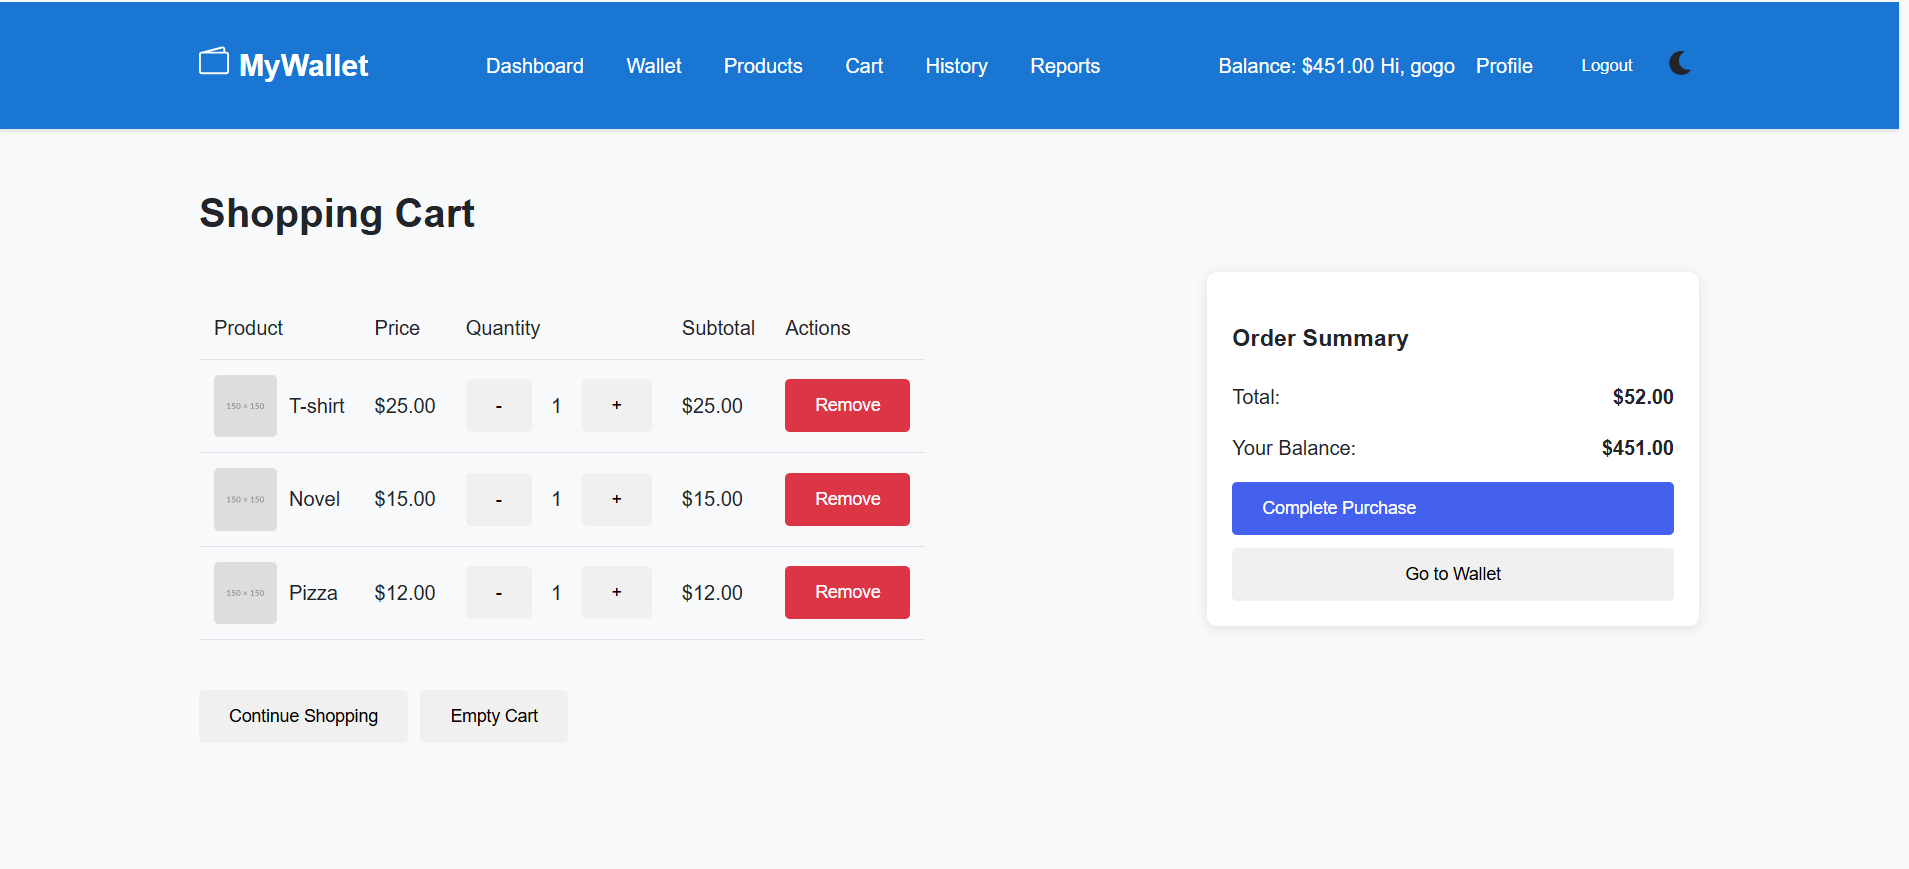 MyWallet Dashboard Wallet Products Cart History Reports Balance: $451.00 Hi, gogo Profile Logout
Shopping Cart
Product Price Quantity Subtotal Actions
150 × 150 T-shirt $25.00 - 1 + $25.00 Remove
150 × 150 Novel $15.00 - 1 + $15.00 Remove
150 × 150 Pizza $12.00 - 1 + $12.00 Remove
Continue Shopping Empty Cart
Order Summary
Total: $52.00
Your Balance: $451.00
Complete Purchase
Go to Wallet